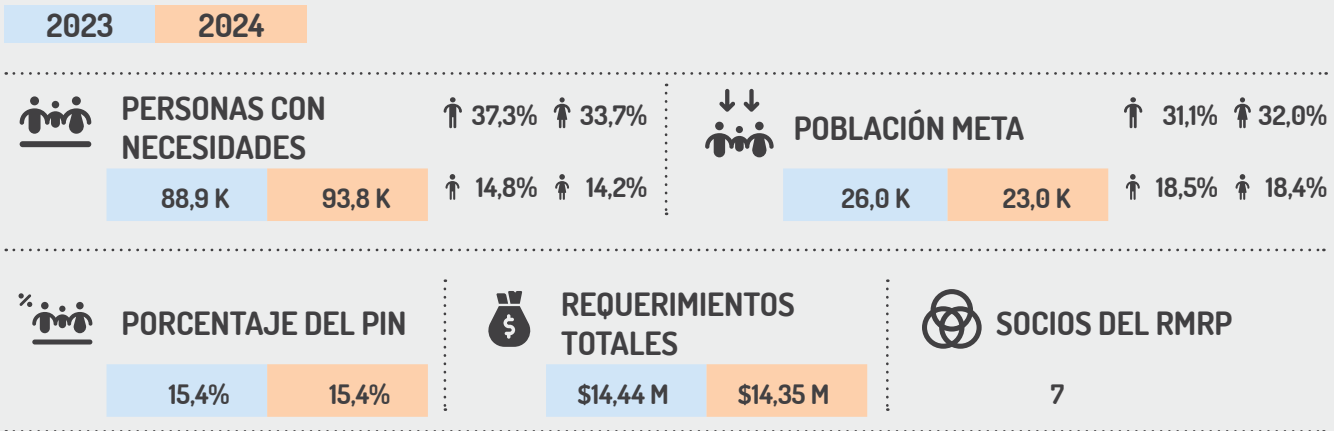 2023 2024
PERSONAS CON
NECESIDADES
37,3% 33,7%
88,9 K 93,8 K
14,8% 14,2%
POBLACIÓN META
31,1% 32,0%
26,0 K 23,0 K
18,5% 18,4%
%
PORCENTAJE DEL PIN
15,4% 15,4%
$
REQUERIMIENTOS
TOTALES
$14,44 M $14,35 M
SOCIOS DEL RMRP
7